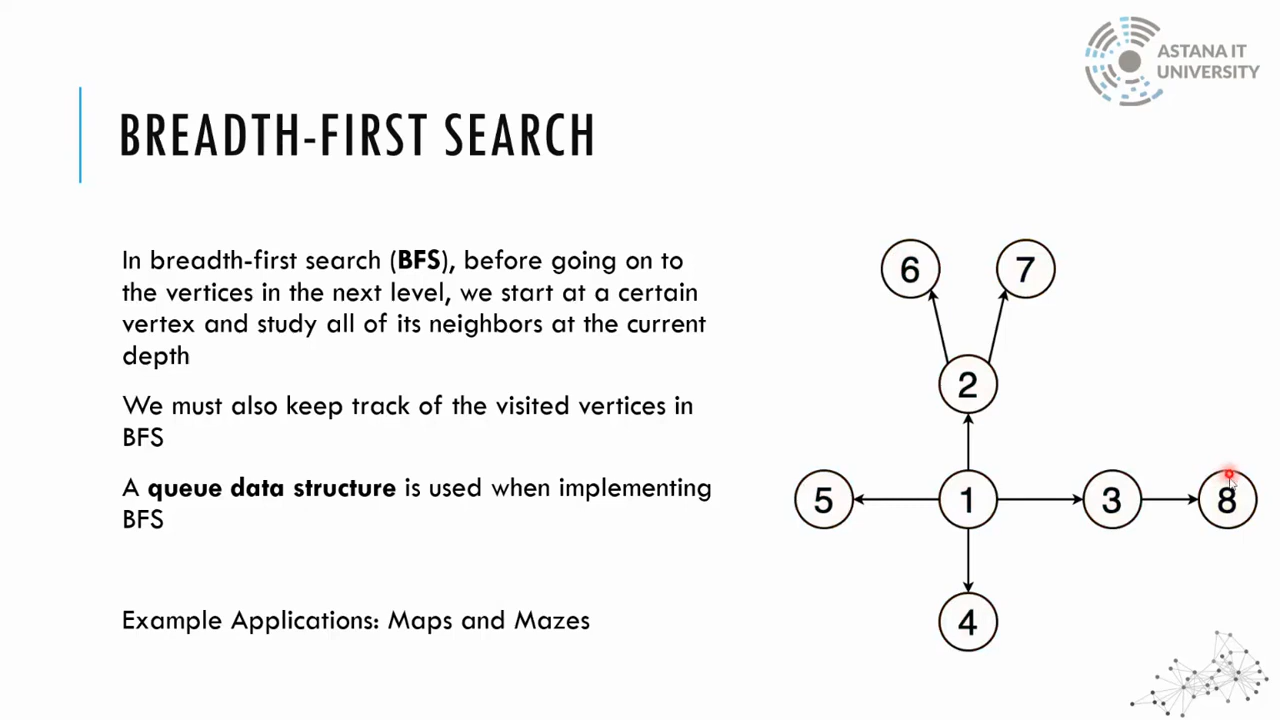 ASTANA IT
UNIVERSITY
BREADTH-FIRST SEARCH
In breadth-first search (BFS), before going on to
the vertices in the next level, we start at a certain
vertex and study all of its neighbors at the current
depth
We must also keep track of the visited vertices in
BFS
A queue data structure is used when implementing
BFS
Example Applications: Maps and Mazes
6 7
2
5 1 3 8
4